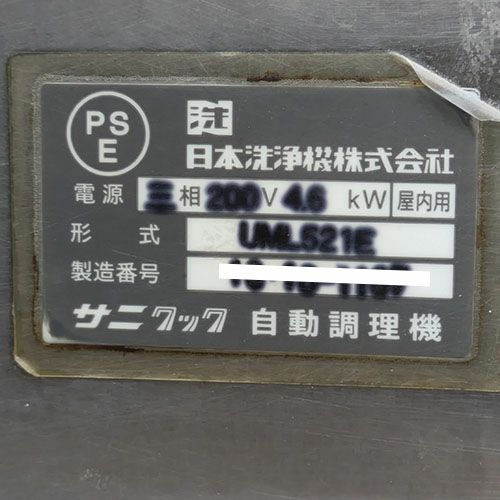 PS
E
日本洗浄機株式会社
電源 三相 200V 4.6 kW 屋内用
形式 UML521E
製造番号
サニクック 自動調理機